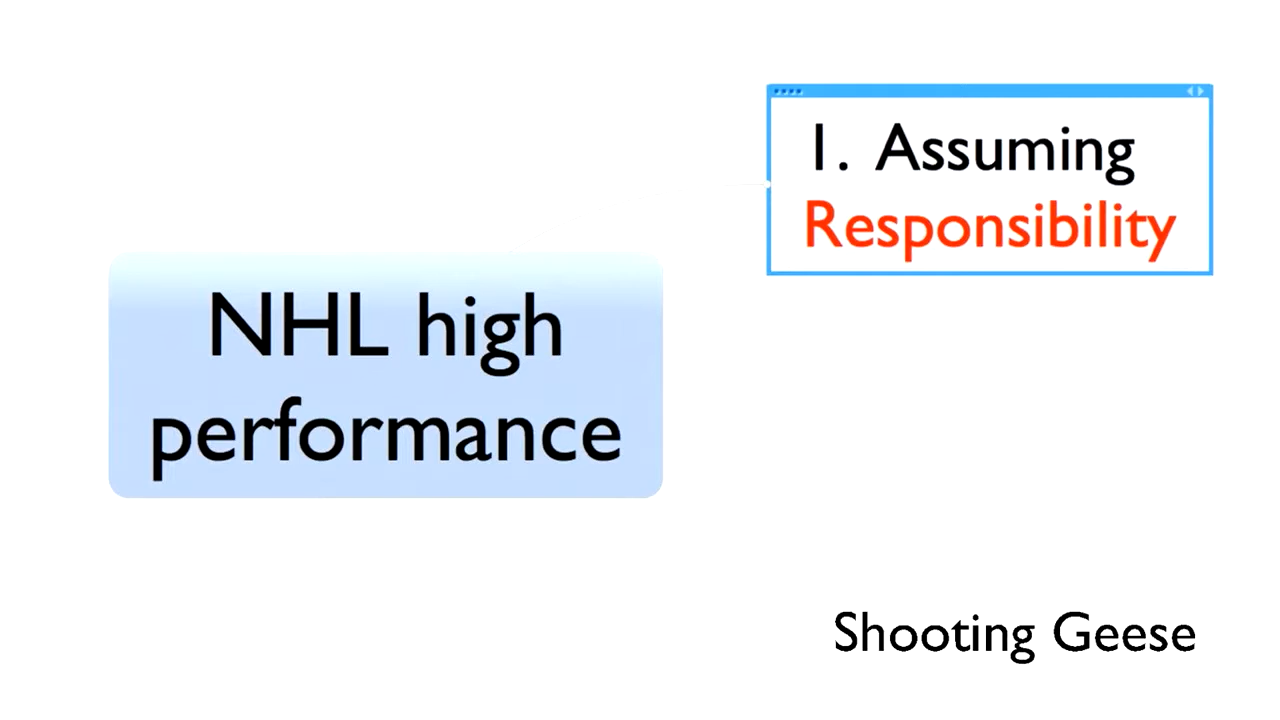 1. Assuming
Responsibility
NHL high
performance
Shooting Geese